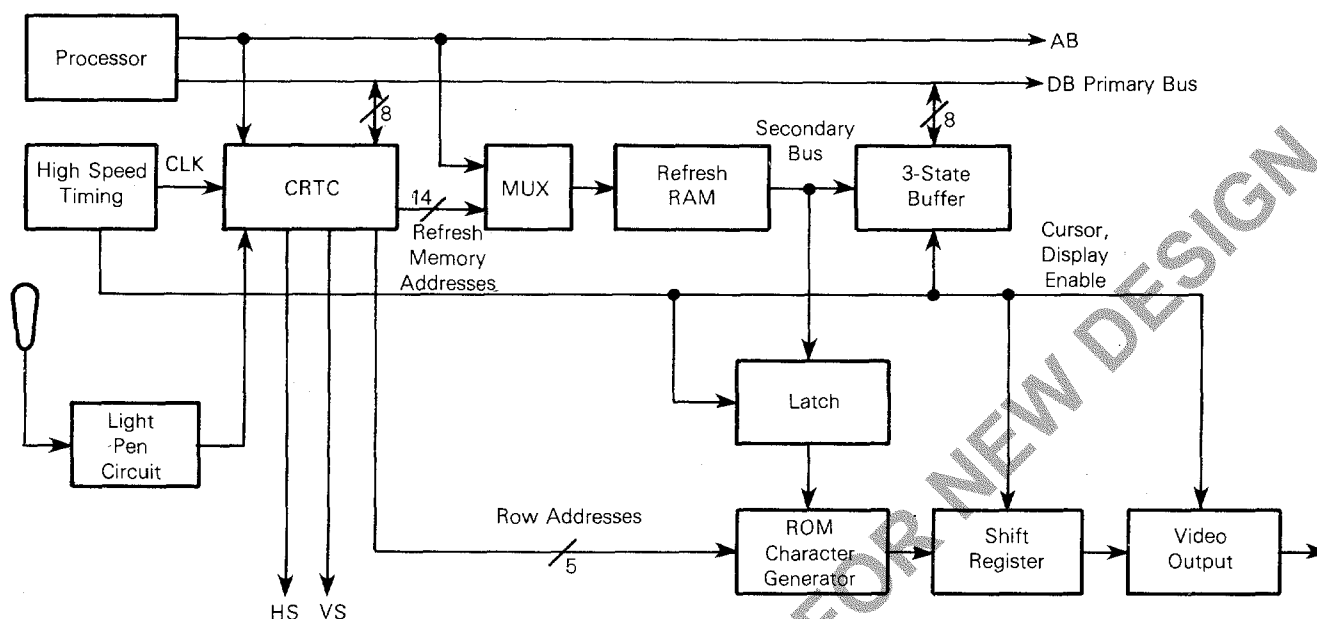 Processor
AB
DB Primary Bus
8
8
High Speed
Timing
CLK
CRTC
14
Refresh
Memory
Addresses
MUX
Refresh
RAM
Secondary
Bus
3-State
Buffer
Cursor,
Display
Enable
Light
Pen
Circuit
Latch
Row Addresses
5
ROM
Character
Generator
Shift
Register
Video
Output
HS VS
FOR NEW DESIGN